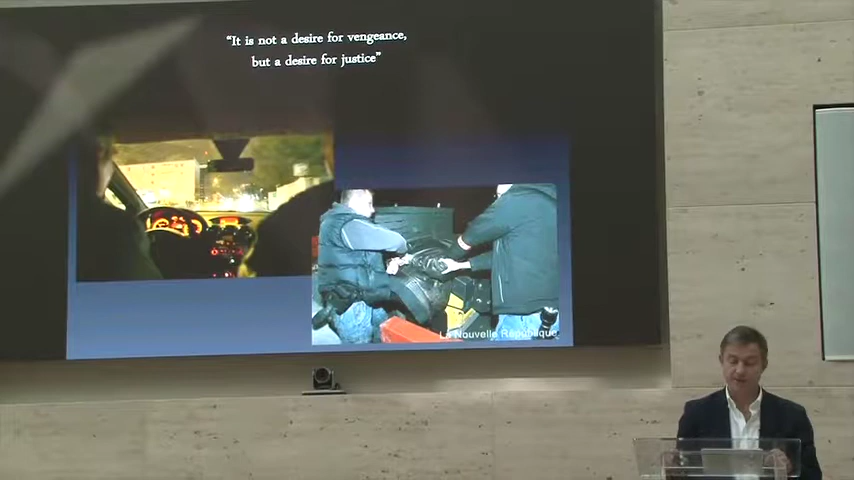 “It is not a desire for vengeance,
but a desire for justice”
La Nouvelle République